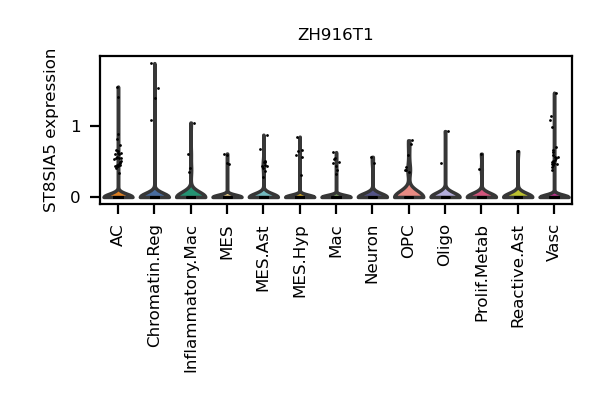 ZH916T1
ST8SIA5 expression
1
0
AC
Chromatin.Reg
Inflammatory.Mac
MES
MES.Ast
MES.Hyp
Mac
Neuron
OPC
Oligo
Prolif.Metab
Reactive.Ast
Vasc